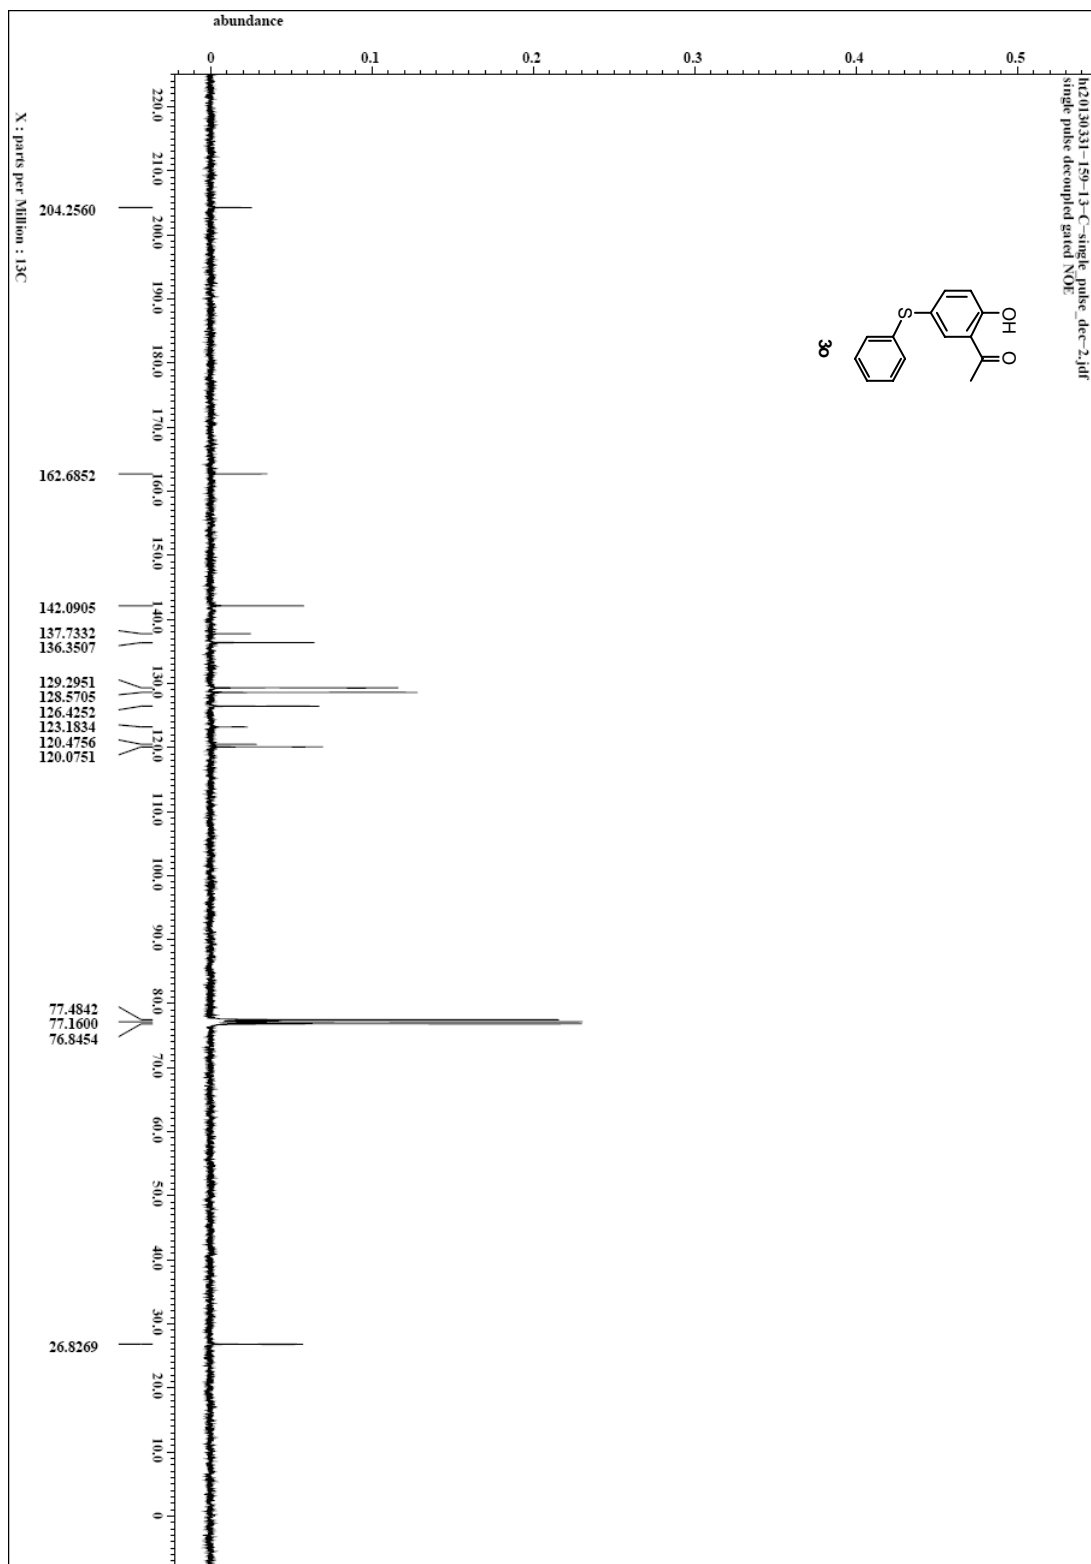 hr20130331-159-13-C-single_pulse_dec-2.jdf
single pulse decoupled gated NOE
abundance
0 0.1 0.2 0.3 0.4 0.5
OH
O
S
3o
220.0 210.0 200.0 190.0 180.0 170.0 160.0 150.0 140.0 130.0 120.0 110.0 100.0 90.0 80.0 70.0 60.0 50.0 40.0 30.0 20.0 10.0 0
X : parts per Million : 13C
204.2560
162.6852
142.0905
137.7332
136.3507
129.2951
128.5705
126.4252
123.1834
120.4756
120.0751
77.4842
77.1600
76.8454
26.8269